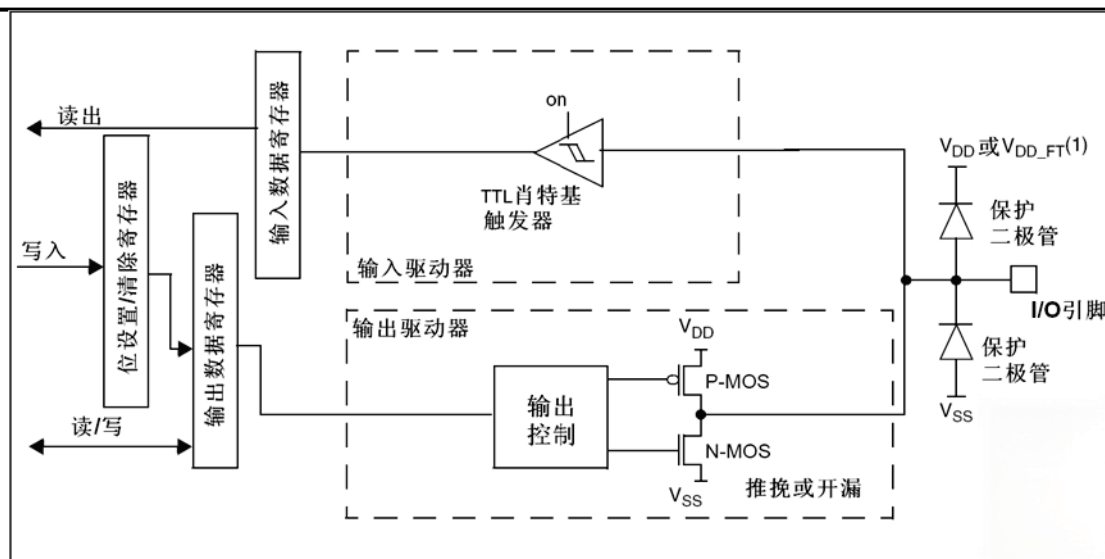 读出
写入
读/写
位设置/清除寄存器
输入数据寄存器
输出数据寄存器
on
TTL肖特基
触发器
输入驱动器
输出驱动器
VDD
输出
控制
P-MOS
N-MOS
VSS
推挽或开漏
VDD或VDD_FT(1)
保护
二极管
I/O引脚
保护
二极管
VSS